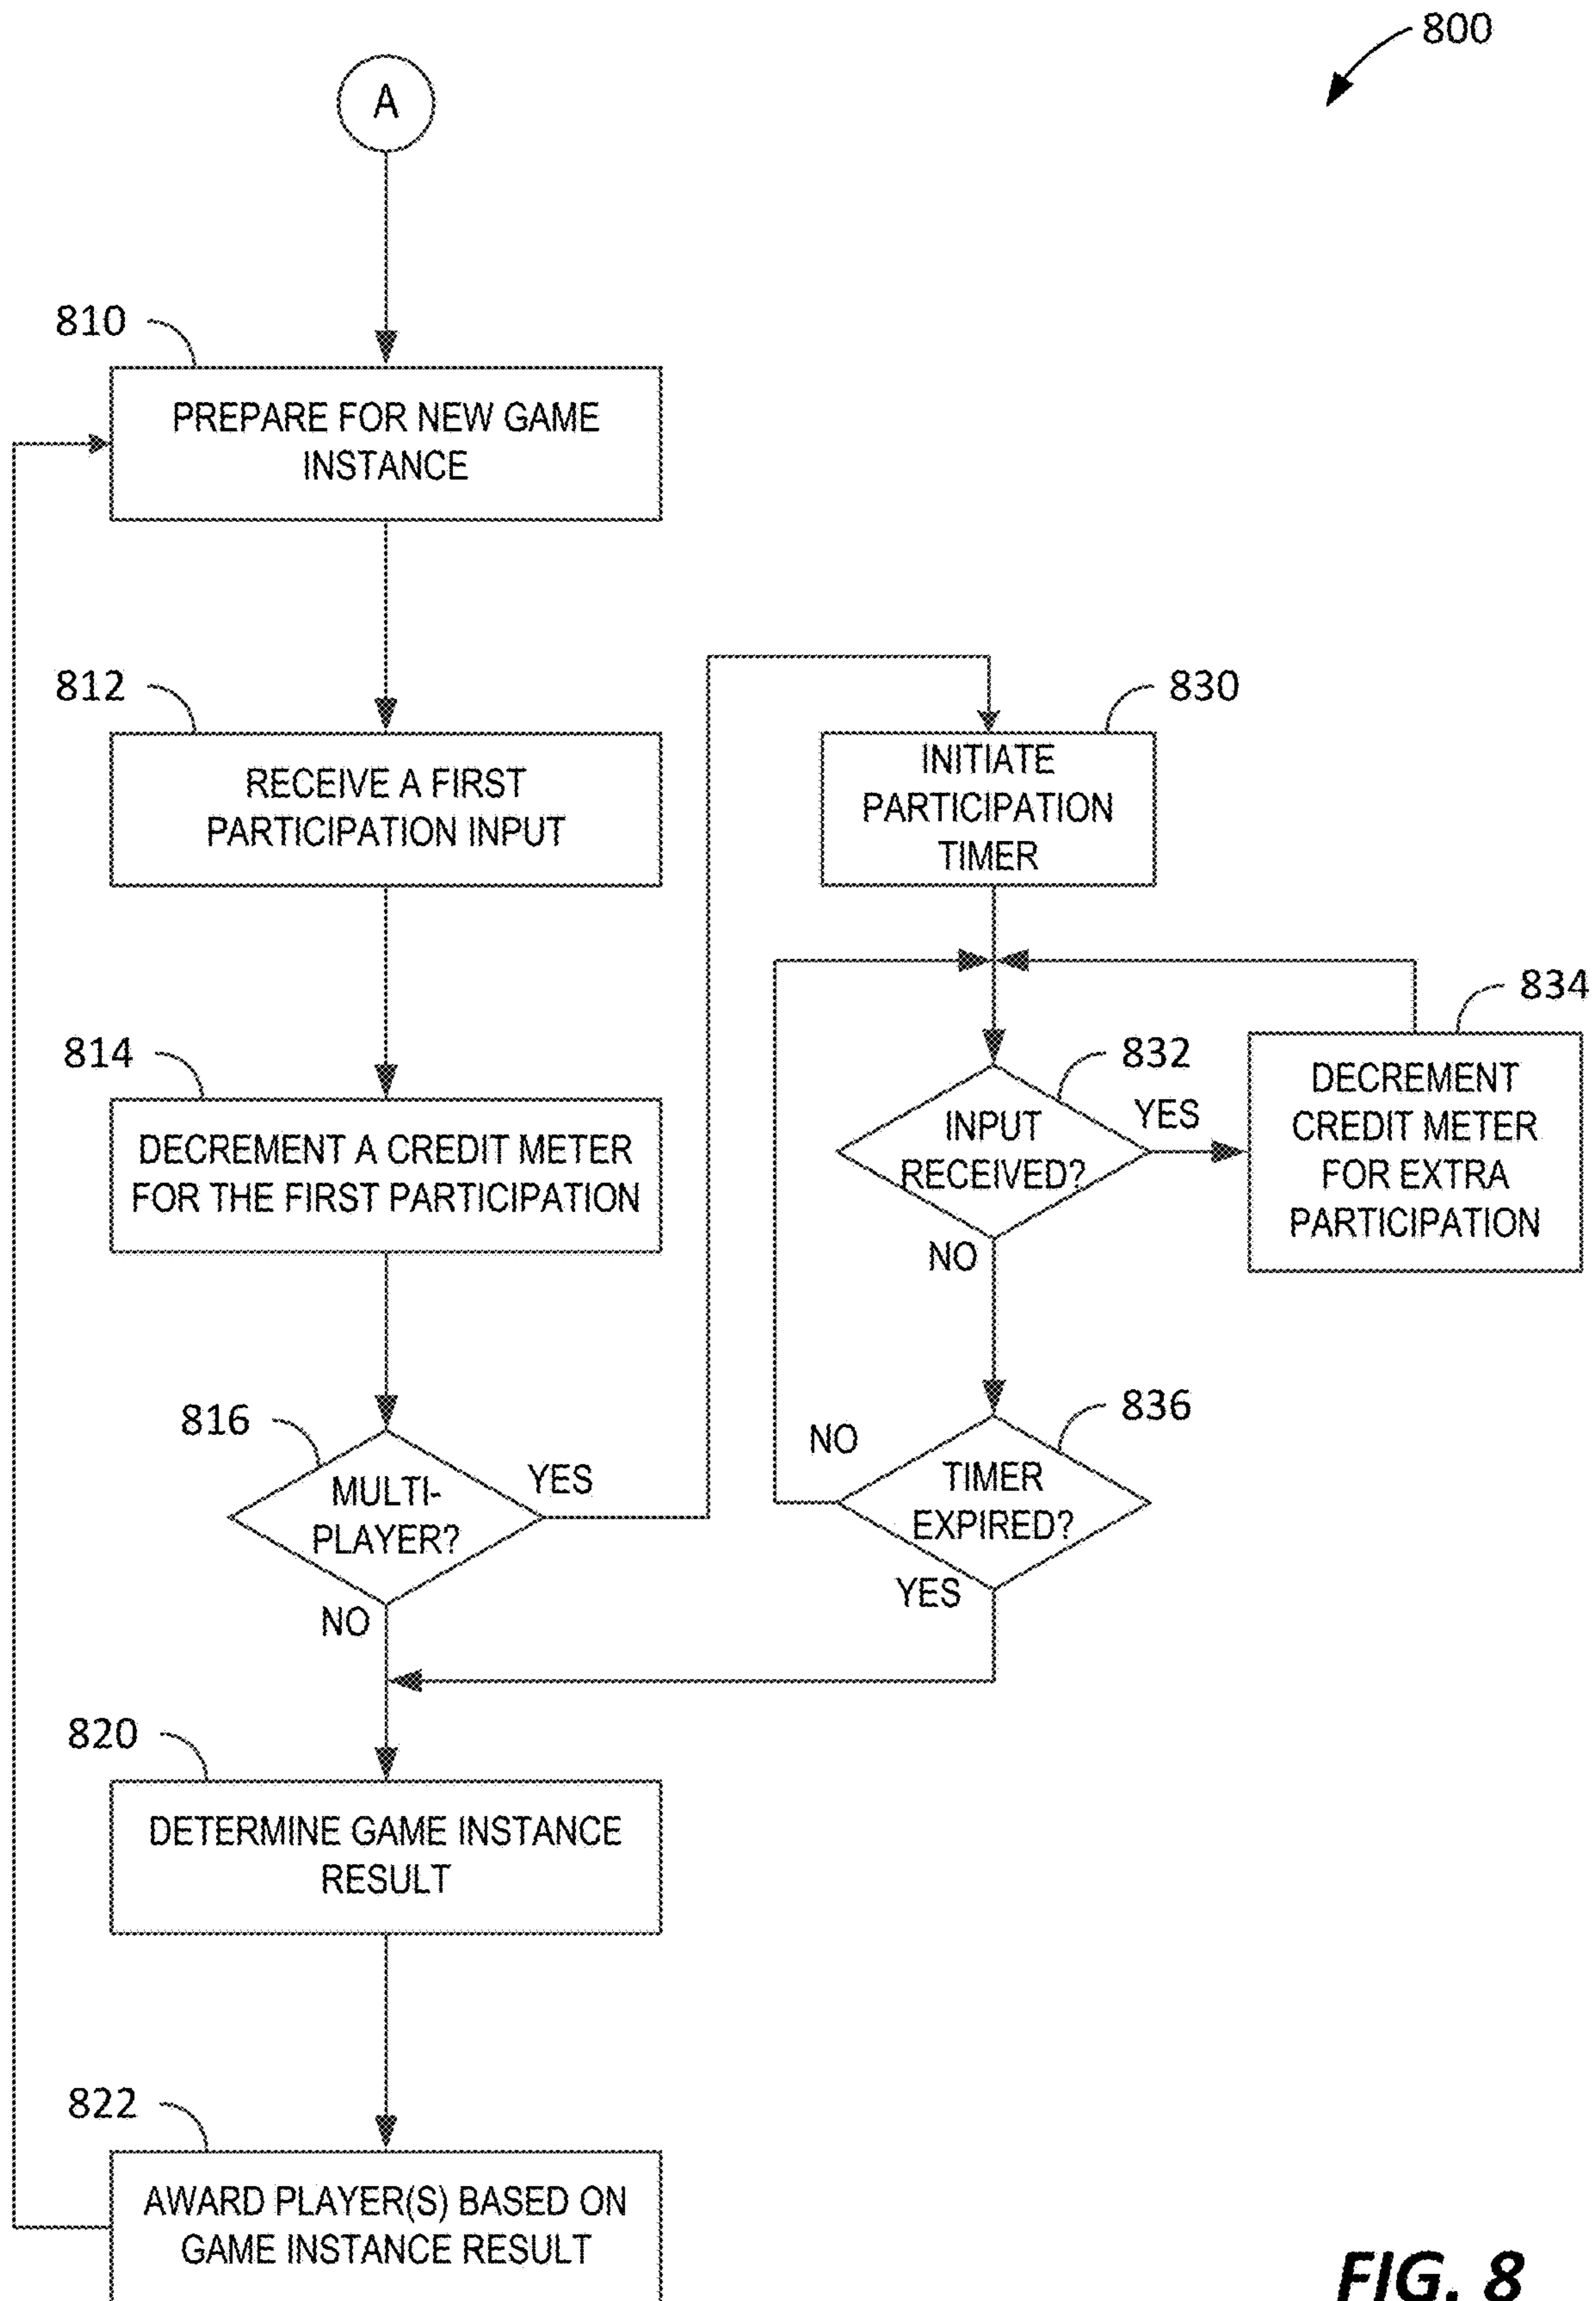 800
A
810
PREPARE FOR NEW GAME
INSTANCE
812
RECEIVE A FIRST
PARTICIPATION INPUT
830
INITIATE
PARTICIPATION
TIMER
814
DECREMENT A CREDIT METER
FOR THE FIRST PARTICIPATION
832
INPUT
RECEIVED?
YES
NO
834
DECREMENT
CREDIT METER
FOR EXTRA
PARTICIPATION
816
MULTI-
PLAYER?
YES
NO
836
TIMER
EXPIRED?
NO
YES
820
DETERMINE GAME INSTANCE
RESULT
822
AWARD PLAYER(S) BASED ON
GAME INSTANCE RESULT
FIG. 8